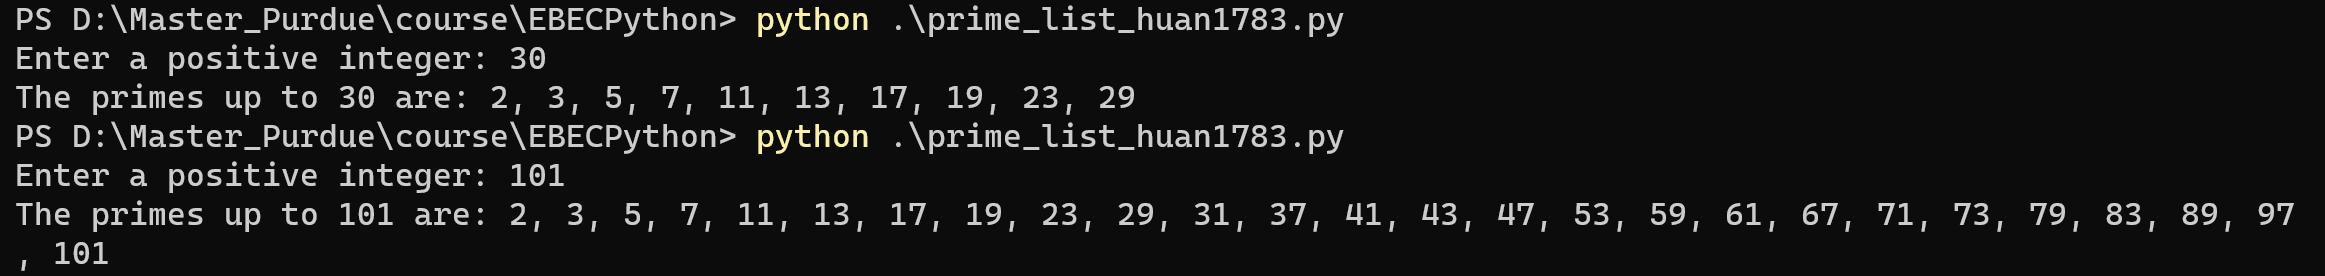 PS D:\Master_Purdue\course\EBECPython> python .\prime_list_huan1783.py
Enter a positive integer: 30
The primes up to 30 are: 2, 3, 5, 7, 11, 13, 17, 19, 23, 29
PS D:\Master_Purdue\course\EBECPython> python .\prime_list_huan1783.py
Enter a positive integer: 101
The primes up to 101 are: 2, 3, 5, 7, 11, 13, 17, 19, 23, 29, 31, 37, 41, 43, 47, 53, 59, 61, 67, 71, 73, 79, 83, 89, 97
, 101